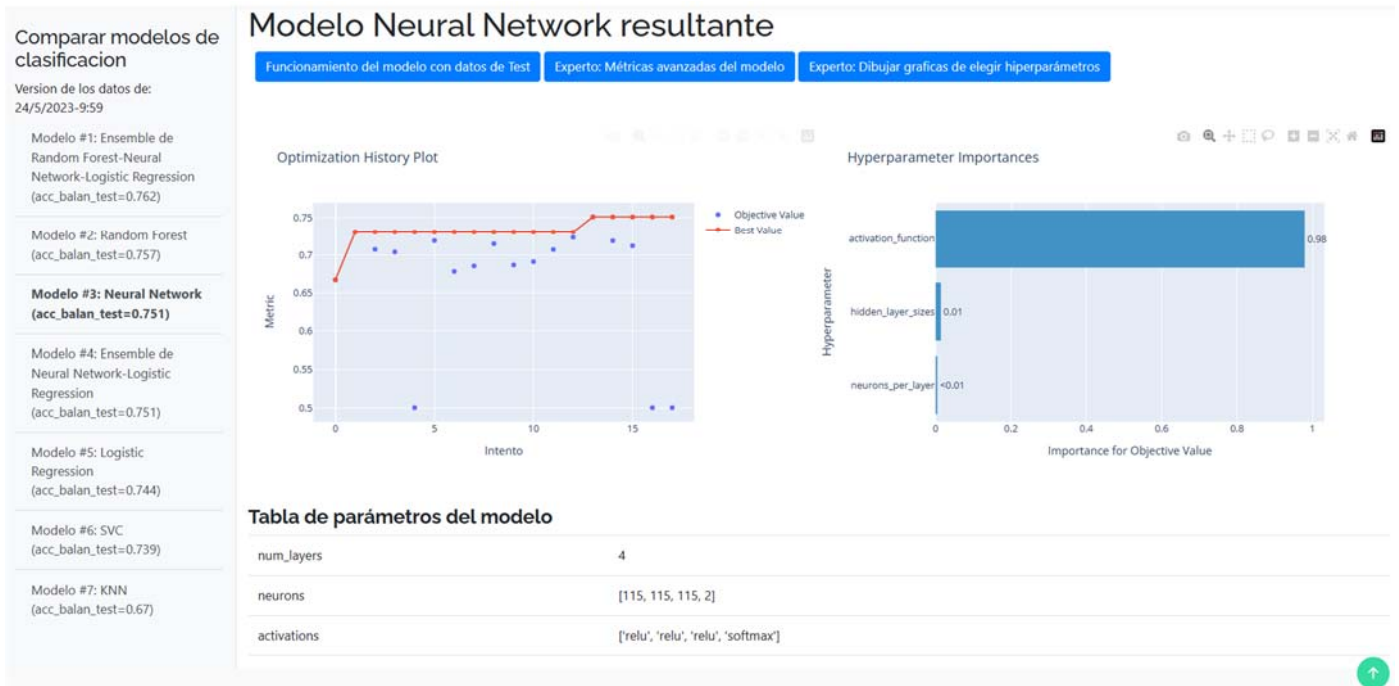 Comparar modelos de
clasificacion
Version de los datos de:
24/5/2023-9:59
Modelo #1: Ensemble de
Random Forest-Neural
Network-Logistic Regression
(acc_balan_test=0.762)
Modelo #2: Random Forest
(acc_balan_test=0.757)
Modelo #3: Neural Network
(acc_balan_test=0.751)
Modelo #4: Ensemble de
Neural Network-Logistic
Regression
(acc_balan_test=0.751)
Modelo #5: Logistic
Regression
(acc_balan_test=0.744)
Modelo #6: SVC
(acc_balan_test=0.739)
Modelo #7: KNN
(acc_balan_test=0.67)
Modelo Neural Network resultante
Funcionamiento del modelo con datos de Test
Experto: Métricas avanzadas del modelo
Experto: Dibujar graficas de elegir hiperparámetros
Optimization History Plot
Metric
0.75
0.7
0.65
0.6
0.55
0.5
0 5 10 15
Intento
Objective Value
Best Value
Hyperparameter Importances
Hyperparameter
activation_function 0.98
hidden_layer_sizes 0.01
neurons_per_layer <0.01
0 0.2 0.4 0.6 0.8 1
Importance for Objective Value
Tabla de parámetros del modelo
num_layers 4
neurons [115, 115, 115, 2]
activations ['relu', 'relu', 'relu', 'softmax']